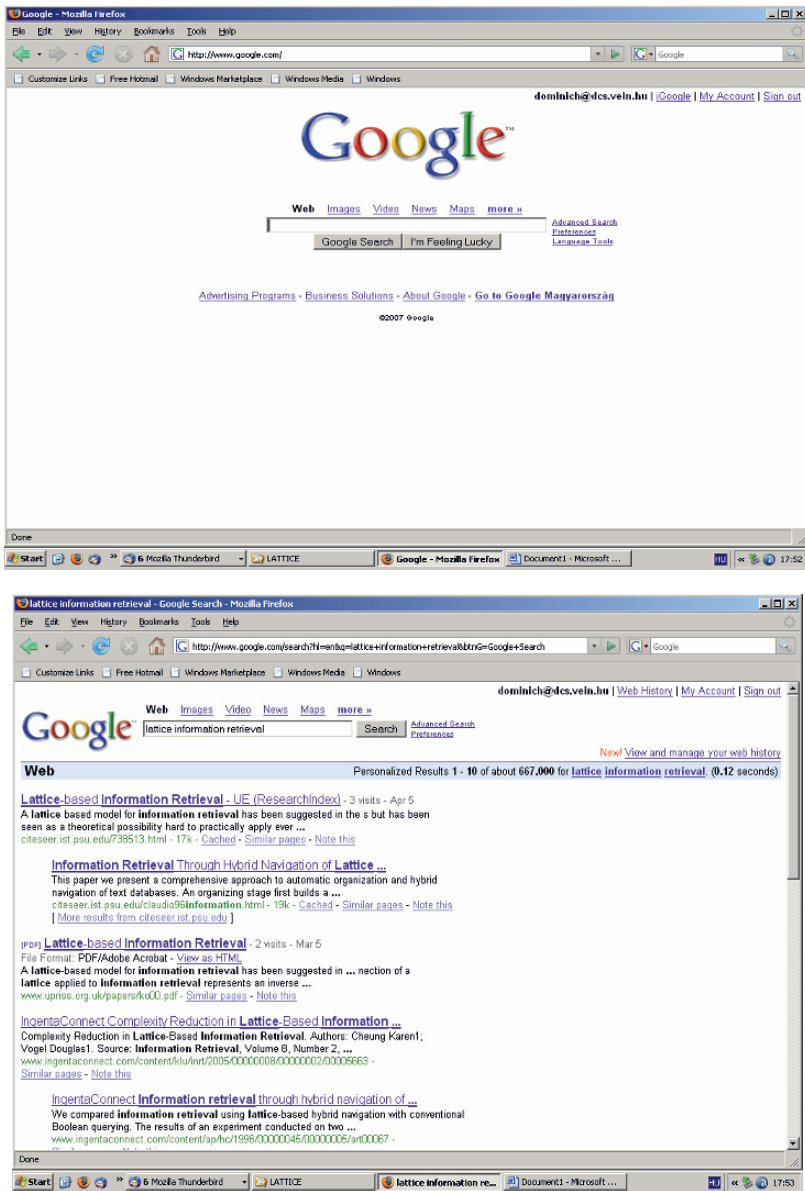 Google - Mozilla Firefox
File Edit View History Bookmarks Tools Help
http://www.google.com/ Google
Customize Links Free Hotmail Windows Marketplace Windows Media Windows
dominich@dcs.vein.hu | iGoogle | My Account | Sign out
Google™
Web Images Video News Maps more »
Advanced Search
Preferences
Google Search I'm Feeling Lucky Language Tools
Advertising Programs - Business Solutions - About Google - Go to Google Magyarország
©2007 Google
Done
Start » 6 Mozilla Thunderbird LATTICE Google - Mozilla Firefox Document1 - Microsoft ... HU « 17:52
lattice information retrieval - Google Search - Mozilla Firefox
File Edit View History Bookmarks Tools Help
http://www.google.com/search?hl=en&q=lattice+information+retrieval&btnG=Google+Search Google
Customize Links Free Hotmail Windows Marketplace Windows Media Windows
dominich@dcs.vein.hu | Web History | My Account | Sign out
Web Images Video News Maps more »
Google™ lattice information retrieval Search Advanced Search
Preferences
New! View and manage your web history
Web Personalized Results 1 - 10 of about 667,000 for lattice information retrieval. (0.12 seconds)
Lattice-based Information Retrieval - UE (ResearchIndex) - 3 visits - Apr 5
A lattice based model for information retrieval has been suggested in the s but has been
seen as a theoretical possibility hard to practically apply ever ...
citeseer.ist.psu.edu/738513.html - 17k - Cached - Similar pages - Note this
Information Retrieval Through Hybrid Navigation of Lattice ...
This paper we present a comprehensive approach to automatic organization and hybrid
navigation of text databases. An organizing stage first builds a ...
citeseer.ist.psu.edu/claudio96information.html - 19k - Cached - Similar pages - Note this
[ More results from citeseer.ist.psu.edu ]
[PDF] Lattice-based Information Retrieval - 2 visits - Mar 5
File Format: PDF/Adobe Acrobat - View as HTML
A lattice-based model for information retrieval has been suggested in ... nection of a
lattice applied to information retrieval represents an inverse ...
www.upriss.org.uk/papers/ko00.pdf - Similar pages - Note this
IngentaConnect Complexity Reduction in Lattice-Based Information ...
Complexity Reduction in Lattice-Based Information Retrieval. Authors: Cheung Karen1;
Vogel Douglas1. Source: Information Retrieval, Volume 8, Number 2, ...
www.ingentaconnect.com/content/klu/inrt/2005/00000008/00000002/00005663 -
Similar pages - Note this
IngentaConnect Information retrieval through hybrid navigation of ...
We compared information retrieval using lattice-based hybrid navigation with conventional
Boolean querying. The results of an experiment conducted on two ...
www.ingentaconnect.com/content/ap/hc/1996/00000045/00000005/art00067 -
Done
Start » 6 Mozilla Thunderbird LATTICE lattice information re... Document1 - Microsoft ... HU « 17:53